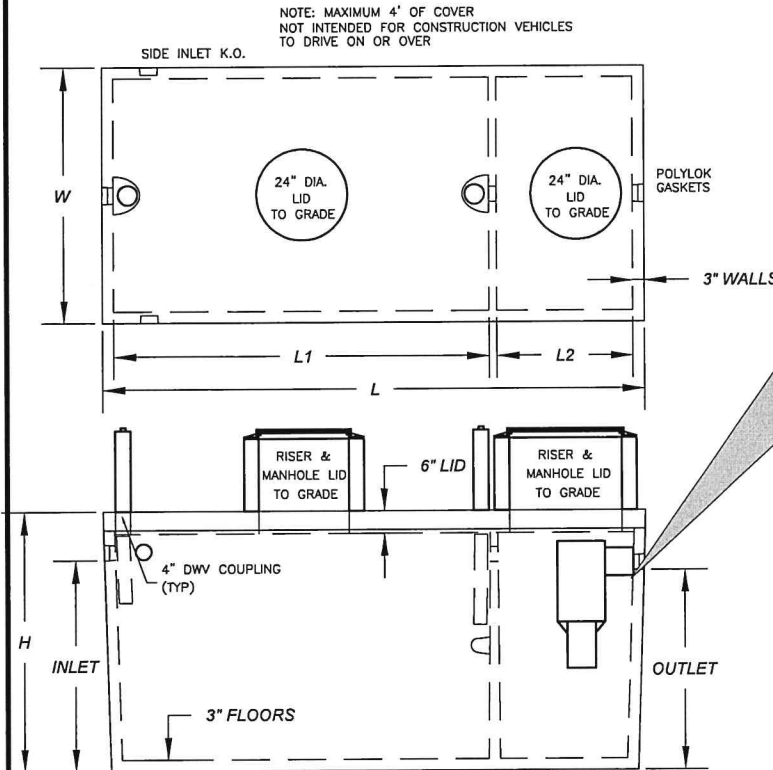 NOTE: MAXIMUM 4' OF COVER
NOT INTENDED FOR CONSTRUCTION VEHICLES
TO DRIVE ON OR OVER
SIDE INLET K.O.
W
24" DIA.
LID
TO GRADE
24" DIA.
LID
TO GRADE
POLYLOK
GASKETS
3" WALLS
L1
L2
L
RISER &
MANHOLE LID
TO GRADE
6" LID
RISER &
MANHOLE LID
TO GRADE
4" DWV COUPLING
(TYP)
H
INLET
OUTLET
3" FLOORS